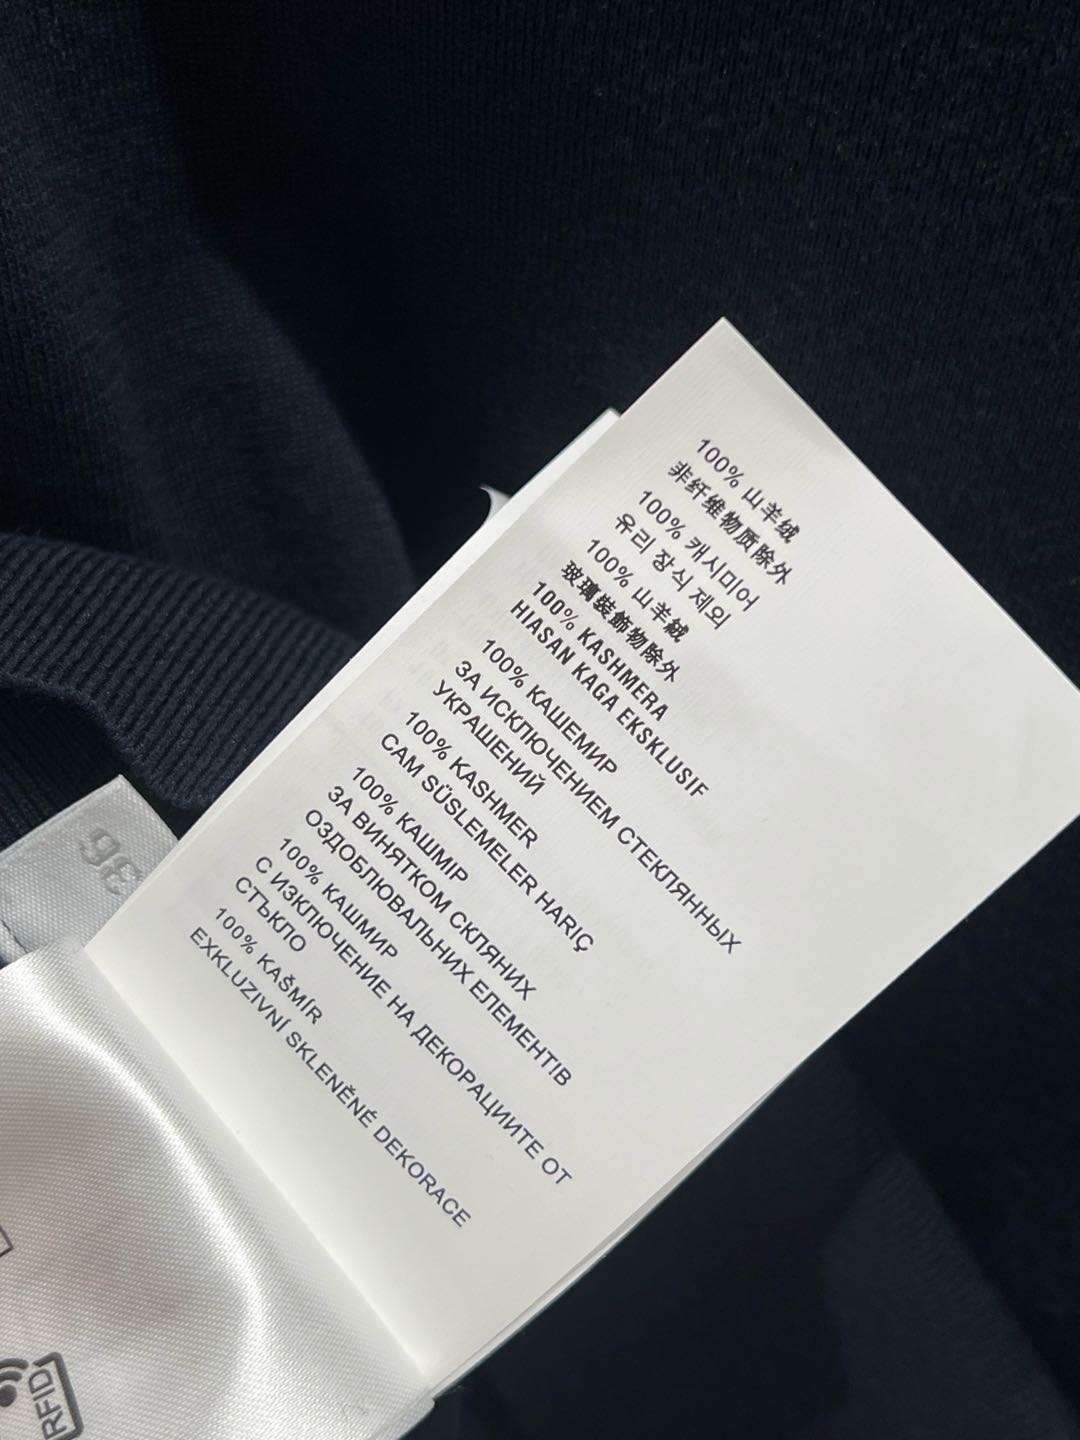 100% 山羊绒
非纤维物质除外
100% 캐시미어
유리 장식 제외
100% 山羊絨
玻璃裝飾物除外
100% KASHMERA
HIASAN KAGA EKSKLUSIF
100% КАШЕМИР
ЗА ИСКЛЮЧЕНИЕМ СТЕКЛЯННЫХ
УКРАШЕНИЙ
100% KASHMER
CAM SÜSLEMELER HARIÇ
100% КАШМІР
ЗА ВИНЯТКОМ СКЛЯНИХ
ОЗДОБЛЮВАЛЬНИХ ЕЛЕМЕНТІВ
100% КАШМИР
С ИЗКЛЮЧЕНИЕ НА ДЕКОРАЦИИТЕ ОТ
СТЪКЛО
100% KAŠMÍR
EXKLUZIVNÍ SKLENĚNÉ DEKORACE
36
RFID